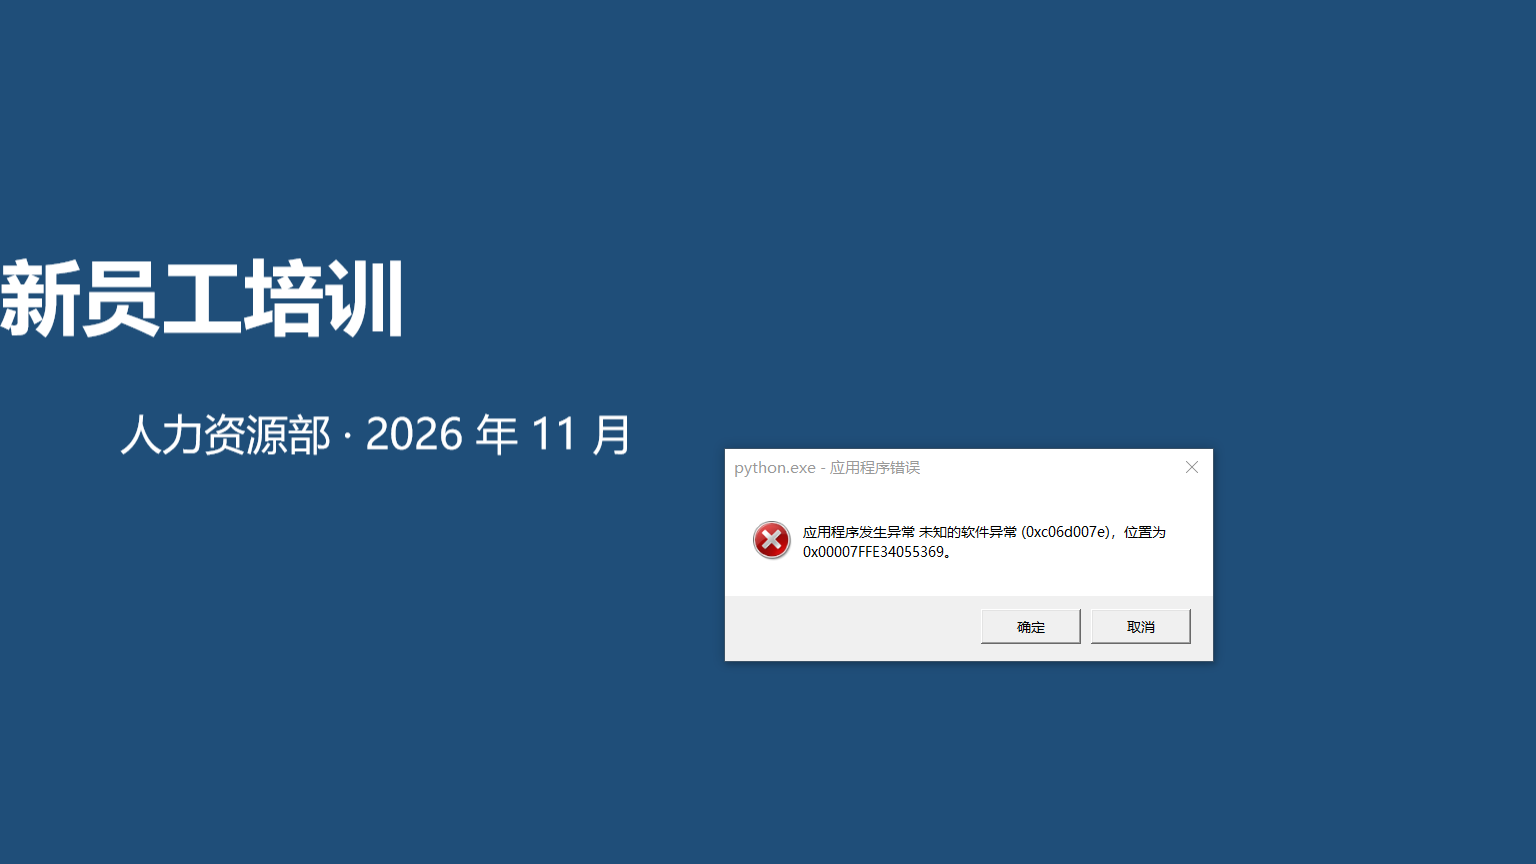 新员工培训
人力资源部 · 2026 年 11 月
python.exe - 应用程序错误
应用程序发生异常 未知的软件异常 (0xc06d007e)，位置为
0x00007FFE34055369。
确定
取消